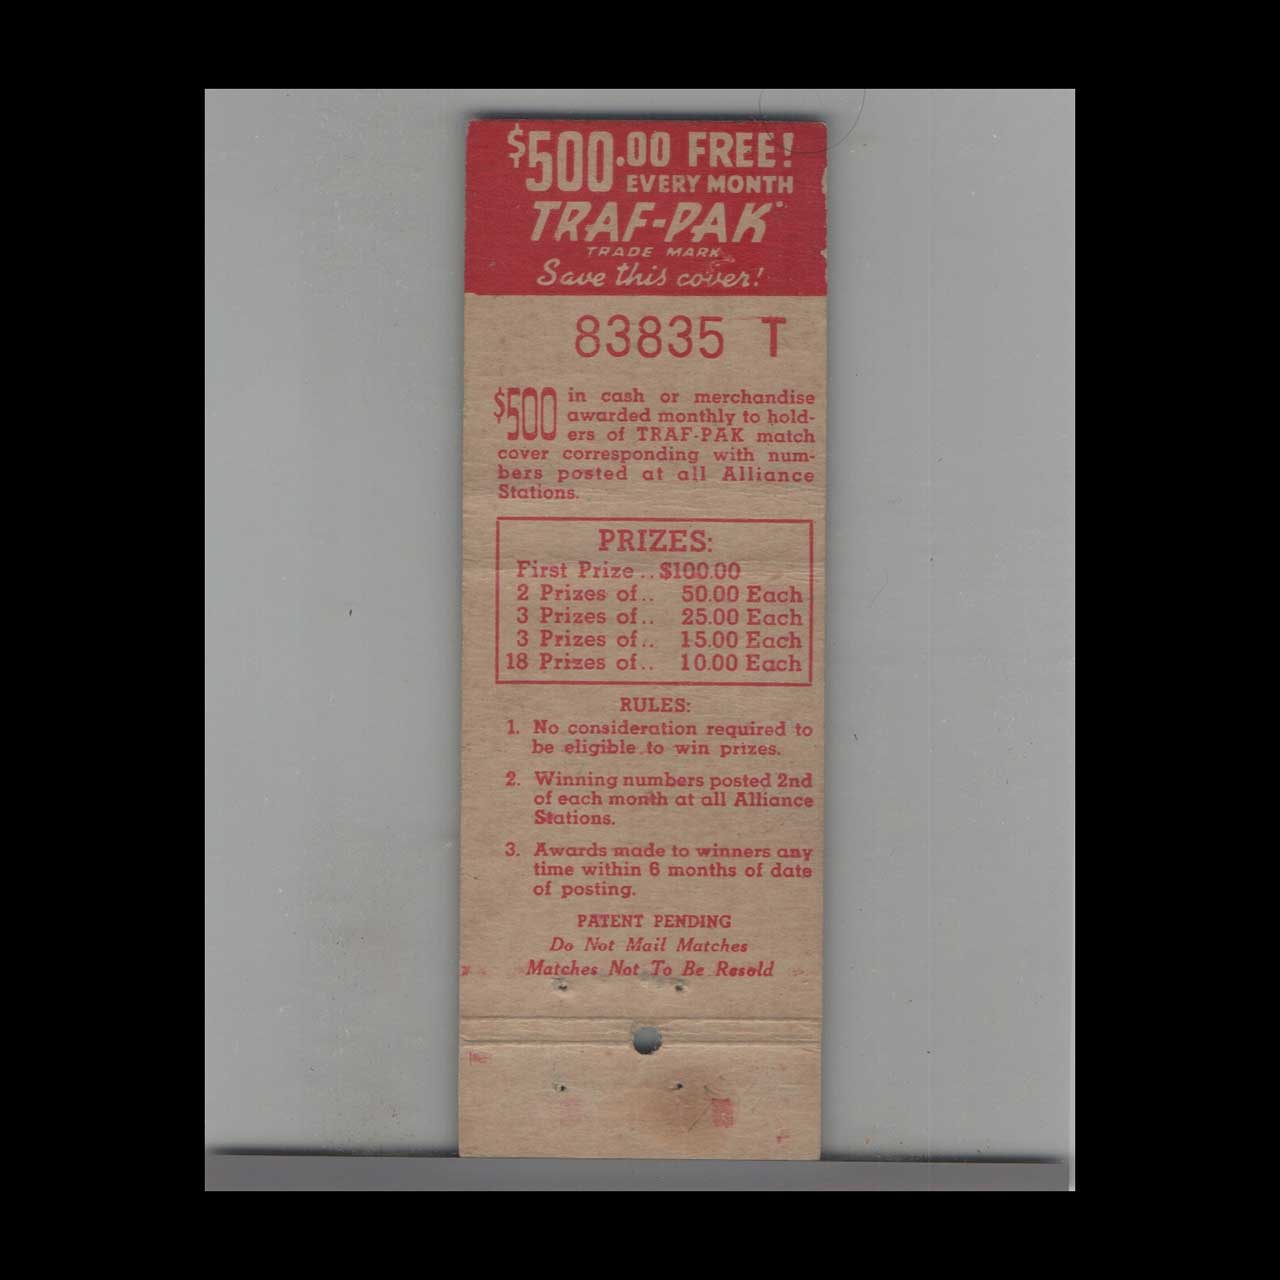 $500.00 FREE!
EVERY MONTH
TRAF-PAK
TRADE MARK
Save this cover!
83835 T
$500 in cash or merchandise
awarded monthly to hold-
ers of TRAF-PAK match
cover corresponding with num-
bers posted at all Alliance
Stations.
PRIZES:
First Prize .. $100.00
2 Prizes of.. 50.00 Each
3 Prizes of.. 25.00 Each
3 Prizes of.. 15.00 Each
18 Prizes of.. 10.00 Each
RULES:
1. No consideration required to
be eligible to win prizes.
2. Winning numbers posted 2nd
of each month at all Alliance
Stations.
3. Awards made to winners any
time within 6 months of date
of posting.
PATENT PENDING
Do Not Mail Matches
Matches Not To Be Resold